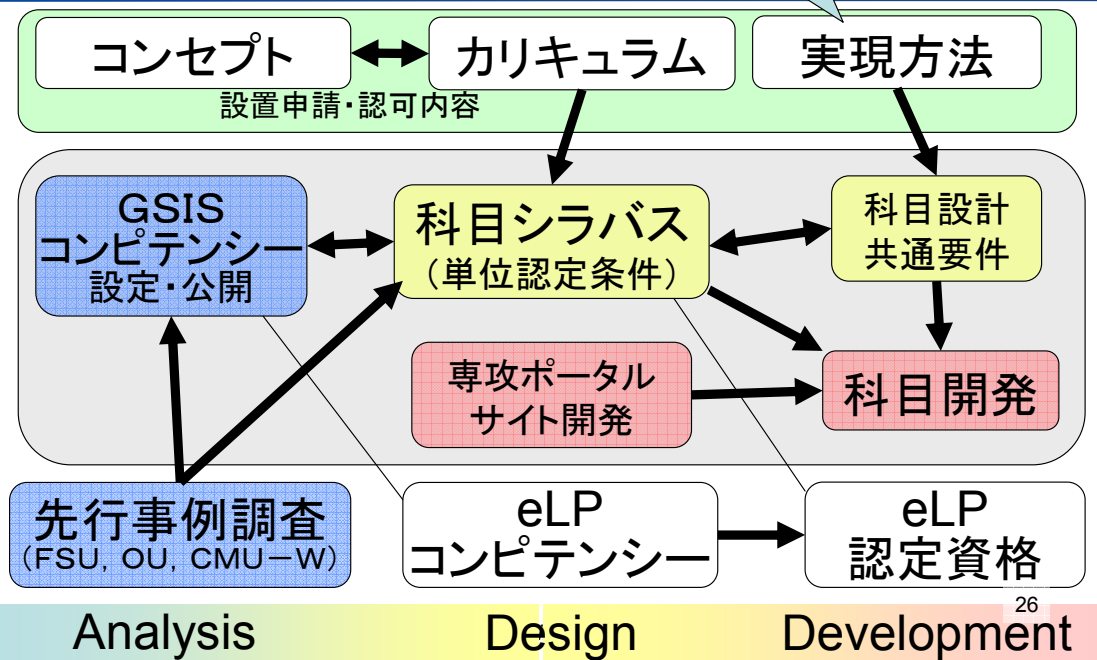 コンセプト
カリキュラム
実現方法
設置申請・認可内容
GSIS
コンピテンシー
設定・公開
科目シラバス
（単位認定条件）
科目設計
共通要件
専攻ポータル
サイト開発
科目開発
先行事例調査
（FSU, OU, CMU－W）
eLP
コンピテンシー
eLP
認定資格
26
Analysis
Design
Development